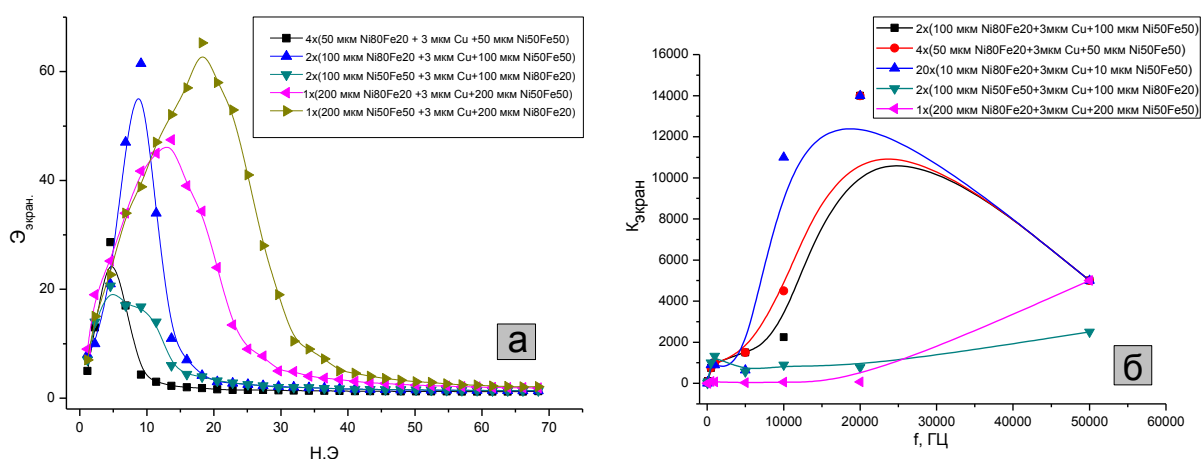 4x(50 мкм Ni80Fe20 + 3 мкм Cu +50 мкм Ni50Fe50)
2x(100 мкм Ni80Fe20 +3 мкм Cu+100 мкм Ni50Fe50)
2x(100 мкм Ni50Fe50 +3 мкм Cu+100 мкм Ni80Fe20)
1x(200 мкм Ni80Fe20 +3 мкм Cu+200 мкм Ni50Fe50)
1x(200 мкм Ni50Fe50 +3 мкм Cu+200 мкм Ni80Fe20)
60
40
20
0
Ээкран.
0 10 20 30 40 50 60 70
Н,Э
а
2x(100 мкм Ni80Fe20+3мкм Cu+100 мкм Ni50Fe50)
4x(50 мкм Ni80Fe20+3мкм Cu+50 мкм Ni50Fe50)
20x(10 мкм Ni80Fe20+3мкм Cu+10 мкм Ni50Fe50)
2x(100 мкм Ni50Fe50+3мкм Cu+100 мкм Ni80Fe20)
1x(200 мкм Ni80Fe20+3мкм Cu+200 мкм Ni50Fe50)
16000
14000
12000
10000
8000
6000
4000
2000
0
Кэкран
0 10000 20000 30000 40000 50000 60000
f, ГЦ
б